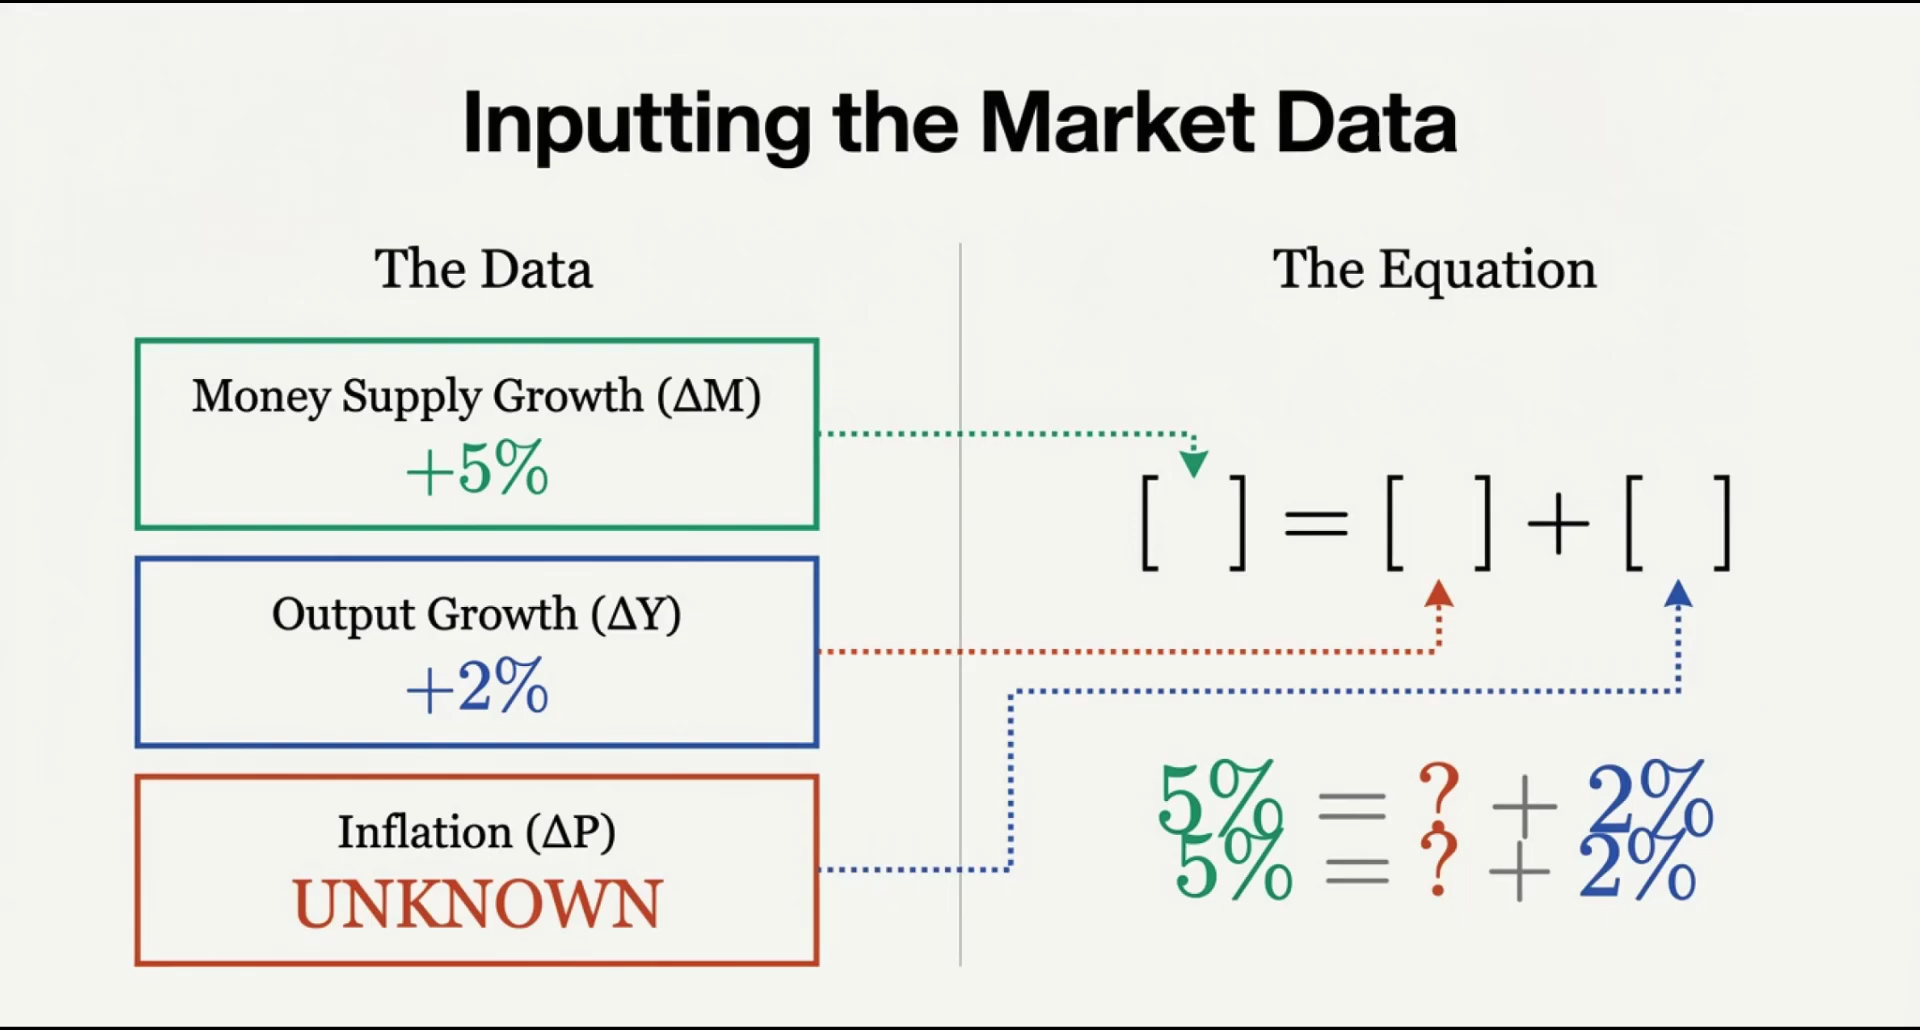 Inputting the Market Data
The Data
Money Supply Growth (ΔM)
+5%
Output Growth (ΔY)
+2%
Inflation (ΔP)
UNKNOWN
The Equation
[ ] = [ ] + [ ]
5% = ? + 2%
5% = ? + 2%